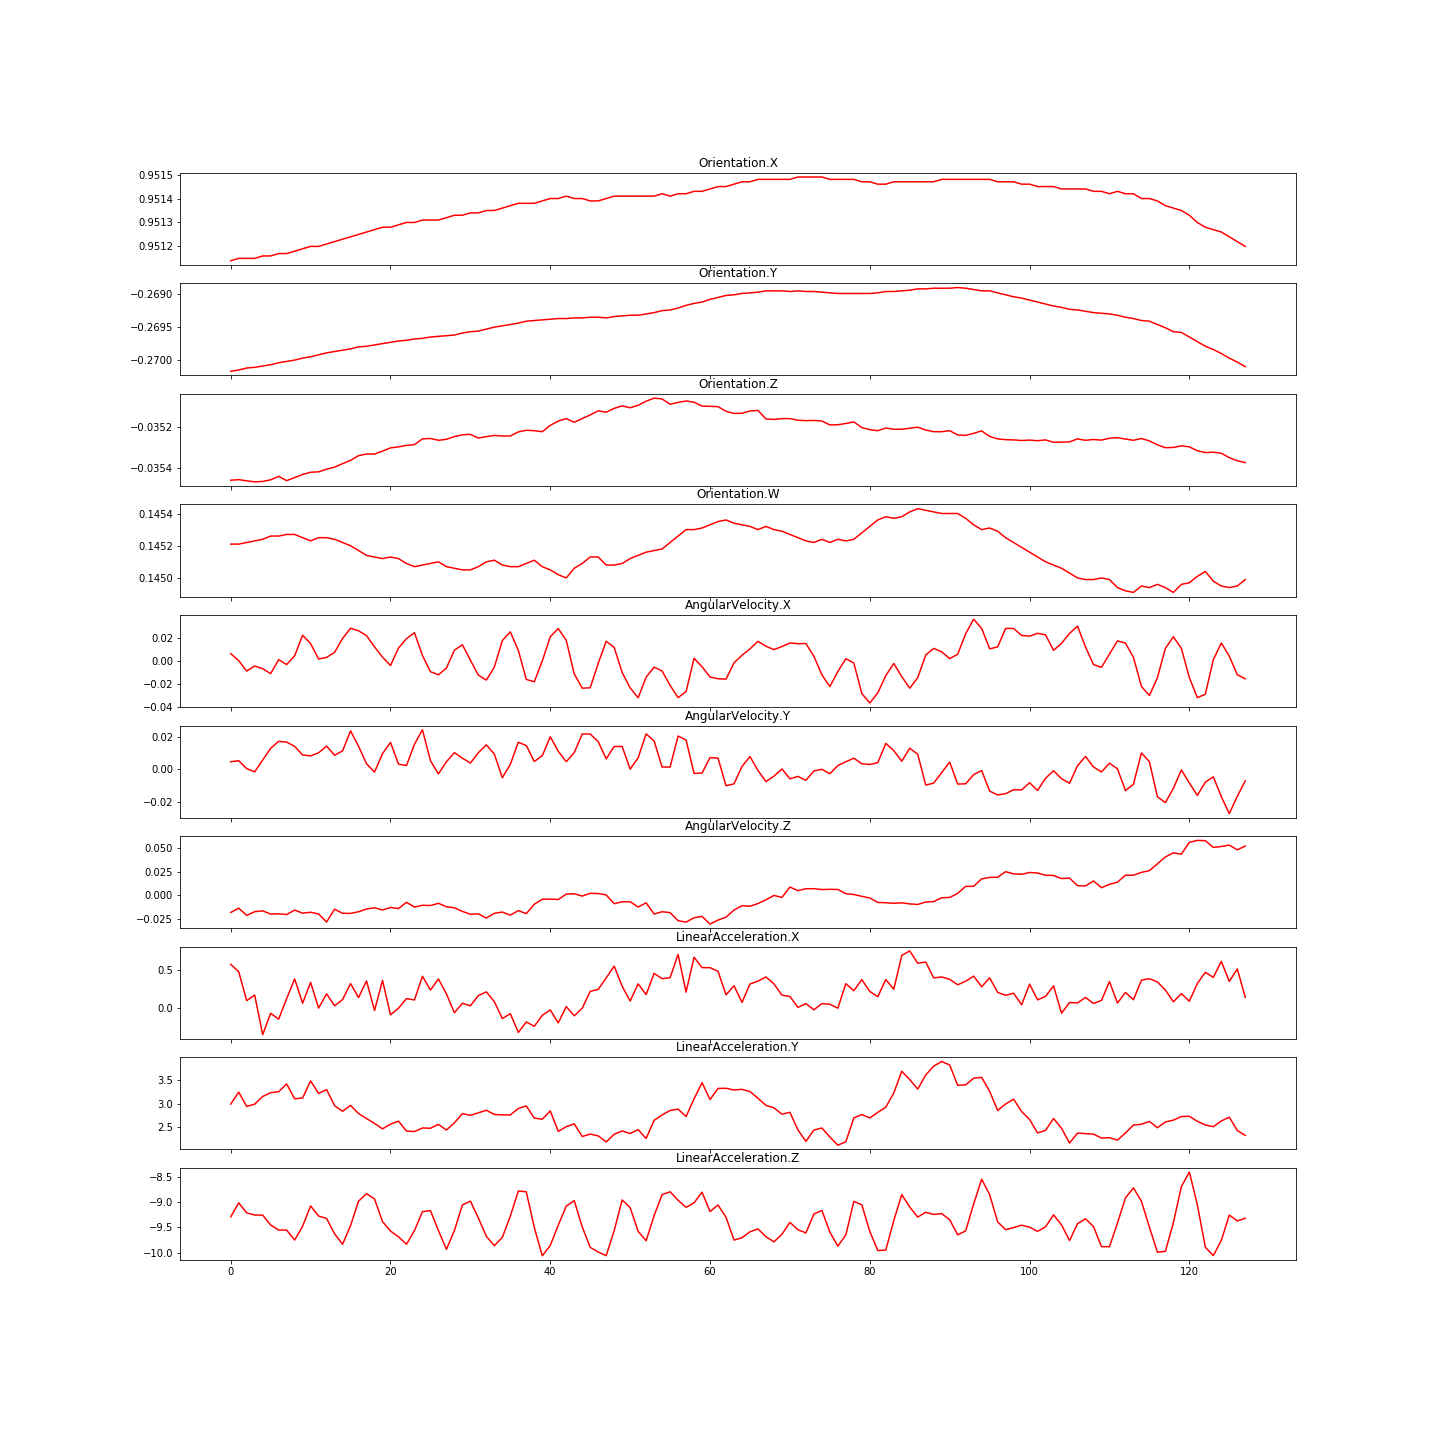 Orientation.X
0.9515
0.9514
0.9513
0.9512
Orientation.Y
−0.2690
−0.2695
−0.2700
Orientation.Z
−0.0352
−0.0354
Orientation.W
0.1454
0.1452
0.1450
AngularVelocity.X
0.02
0.00
−0.02
−0.04
AngularVelocity.Y
0.02
0.00
−0.02
AngularVelocity.Z
0.050
0.025
0.000
−0.025
LinearAcceleration.X
0.5
0.0
LinearAcceleration.Y
3.5
3.0
2.5
LinearAcceleration.Z
−8.5
−9.0
−9.5
−10.0
0 20 40 60 80 100 120